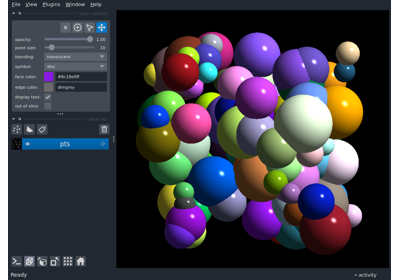 File View Plugins Window Help
opacity: 1.00
point size: 10
blending: translucent
symbol: disc
face color: #8c18e0ff
edge color: dimgrey
display text:
out of slice:
pts
Ready
activity